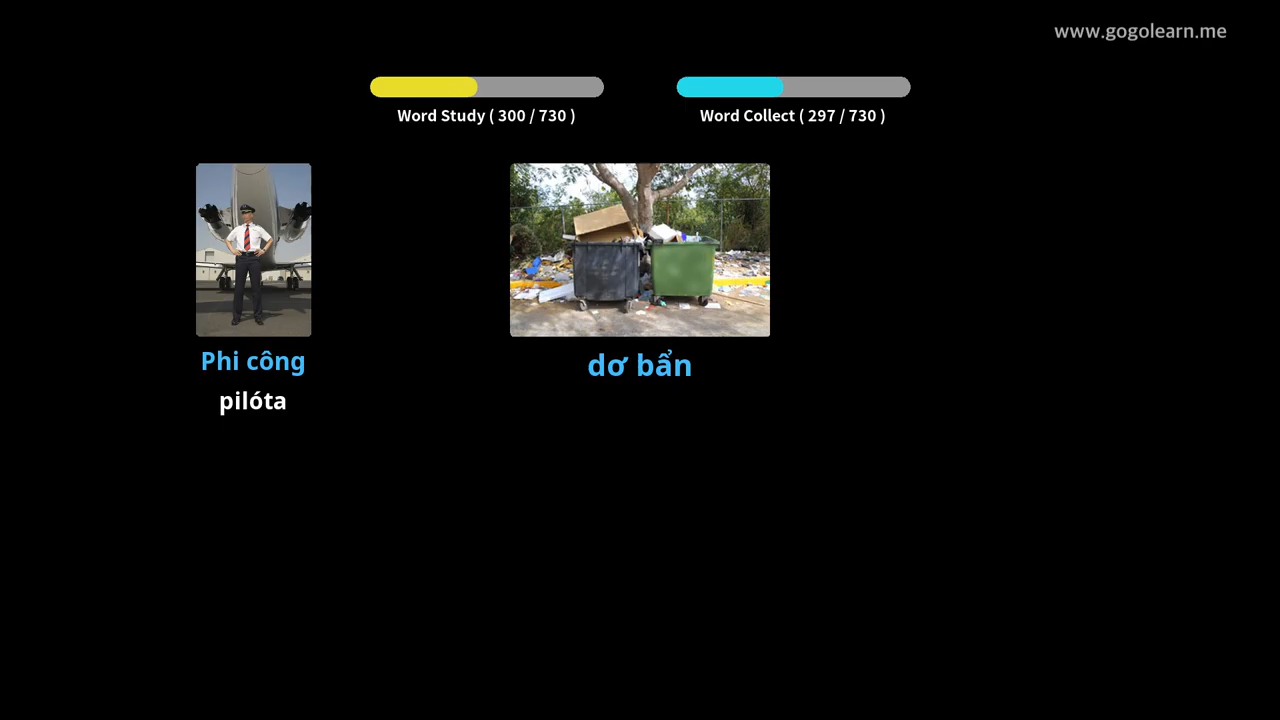 www.gogolearn.me
Word Study ( 300 / 730 )
Word Collect ( 297 / 730 )
Phi công
pilóta
dơ bẩn